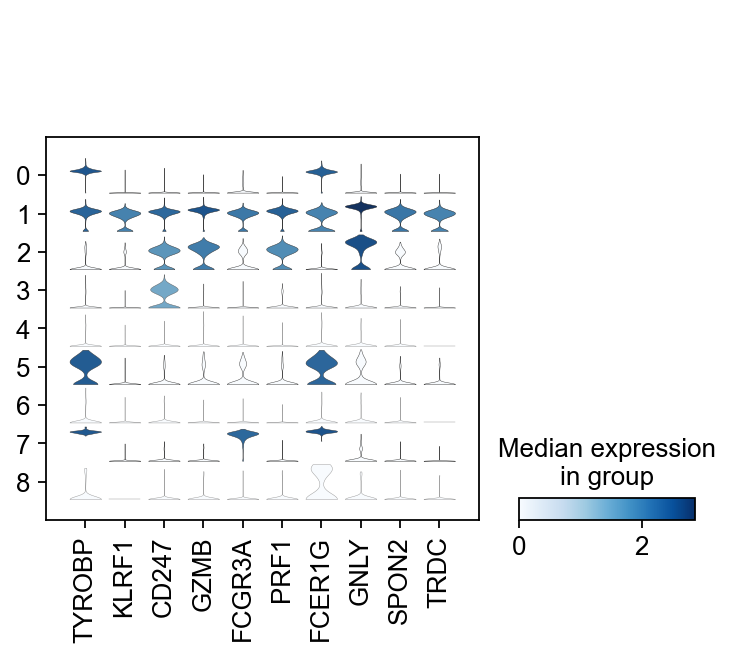 0
1
2
3
4
5
6
7
8
TYROBP
KLRF1
CD247
GZMB
FCGR3A
PRF1
FCER1G
GNLY
SPON2
TRDC
Median expression
in group
0 2